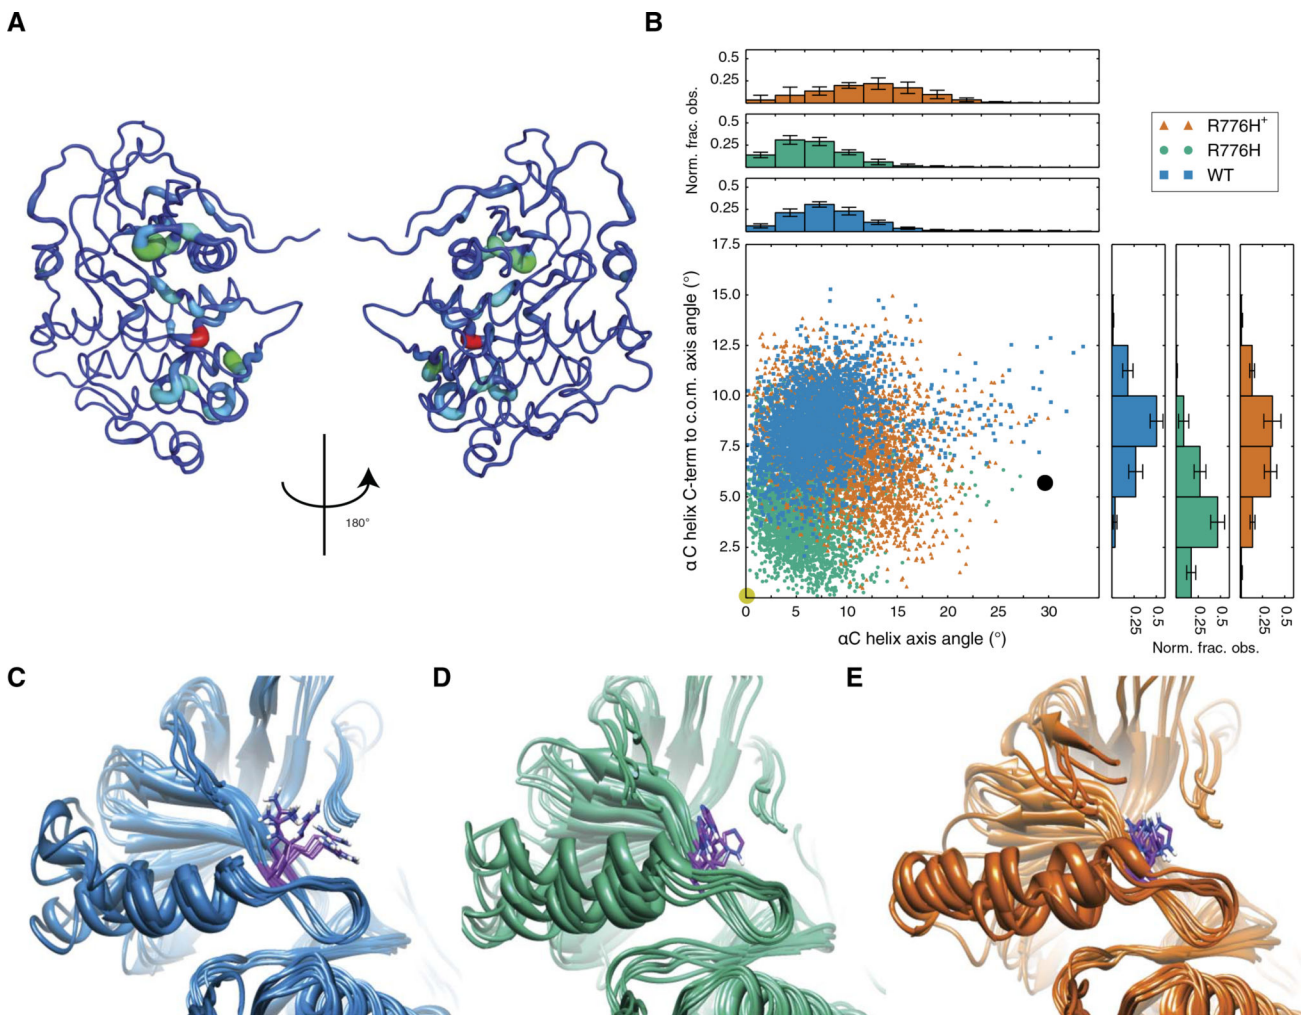 A
B
180°
Norm. frac. obs.
0.5
0.25
0.5
0.25
0.5
0.25
R776H+
R776H
WT
αC helix C-term to c.o.m. axis angle (°)
17.5
15.0
12.5
10.0
7.5
5.0
2.5
0
5
10
15
20
25
30
αC helix axis angle (°)
0.25
0.5
0.25
0.5
0.25
0.5
Norm. frac. obs.
C
D
E